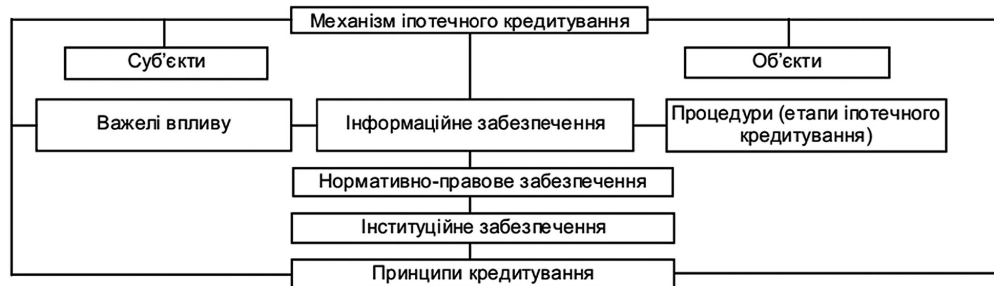 Механізм іпотечного кредитування
Суб’єкти
Об’єкти
Важелі впливу
Інформаційне забезпечення
Процедури (етапи іпотечного
кредитування)
Нормативно-правове забезпечення
Інституційне забезпечення
Принципи кредитування